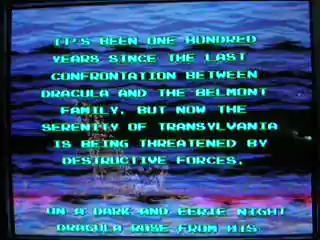 IT'S BEEN ONE HUNDRED
YEARS SINCE THE LAST
CONFRONTATION BETWEEN
DRACULA AND THE BELMONT
FAMILY. BUT NOW THE
SERENITY OF TRANSYLVANIA
IS BEING THREATENED BY
DESTRUCTIVE FORCES.
ON A DARK AND EERIE NIGHT
DRACULA ROSE FROM HIS